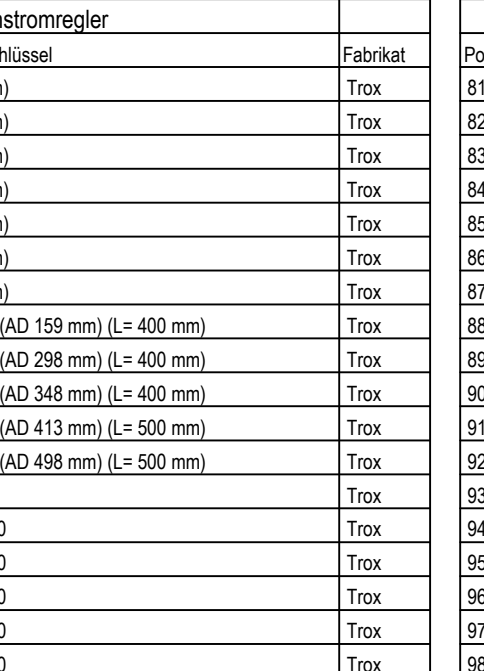 nstromregler
hlüssel Fabrikat Po
n) Trox 81
n) Trox 82
n) Trox 83
n) Trox 84
n) Trox 85
n) Trox 86
n) Trox 87
(AD 159 mm) (L= 400 mm) Trox 88
(AD 298 mm) (L= 400 mm) Trox 89
(AD 348 mm) (L= 400 mm) Trox 90
(AD 413 mm) (L= 500 mm) Trox 91
(AD 498 mm) (L= 500 mm) Trox 92
Trox 93
0 Trox 94
0 Trox 95
0 Trox 96
0 Trox 97
0 Trox 98